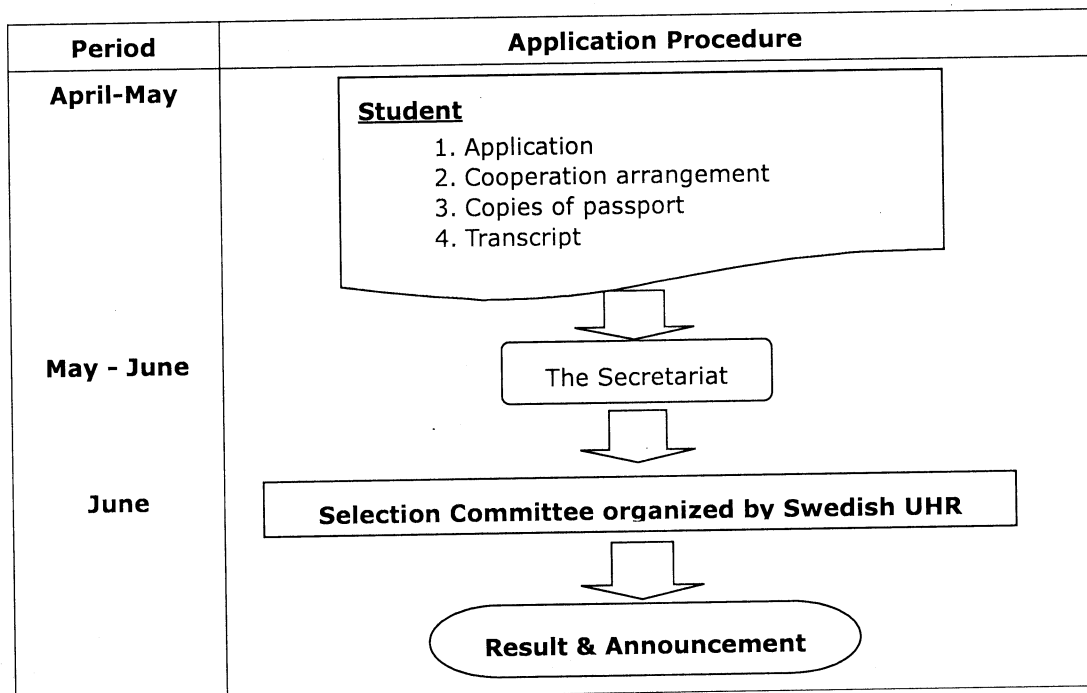 Period
Application Procedure
April-May
Student
1. Application
2. Cooperation arrangement
3. Copies of passport
4. Transcript
May - June
The Secretariat
June
Selection Committee organized by Swedish UHR
Result & Announcement